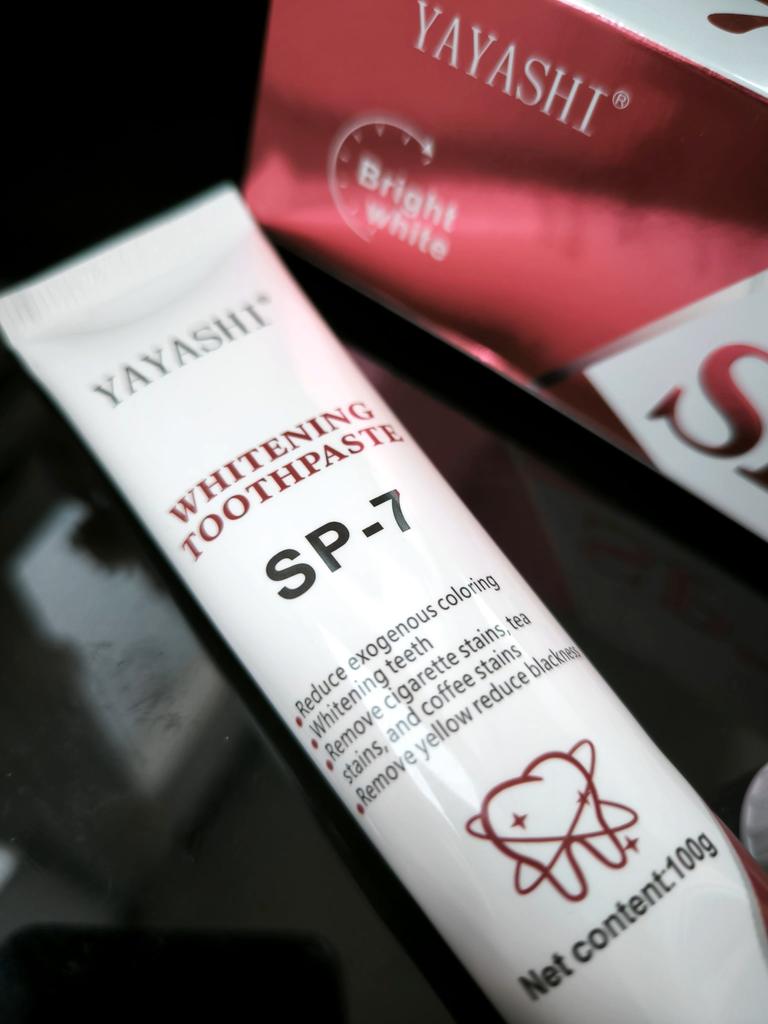 YAYASHI®
Bright
white
YAYASHI®
WHITENING
TOOTHPASTE
SP-7
•Reduce exogenous coloring
•Whitening teeth
•Remove cigarette stains, tea
stains, and coffee stains
•Remove yellow reduce blackness
Net content:100g